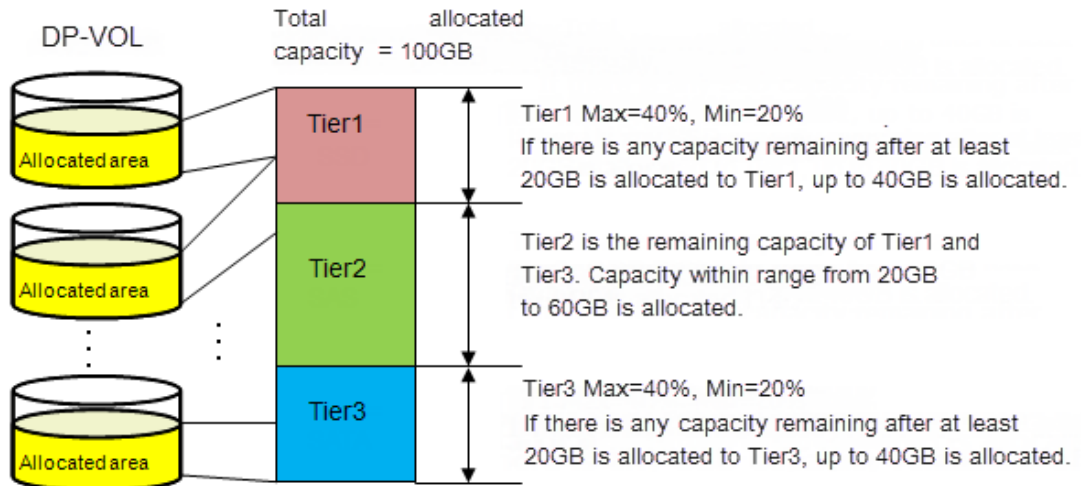 DP-VOL
Total allocated
capacity = 100GB
Allocated area
Allocated area
Allocated area
Tier1
Tier2
Tier3
Tier1 Max=40%, Min=20%
If there is any capacity remaining after at least
20GB is allocated to Tier1, up to 40GB is allocated.
Tier2 is the remaining capacity of Tier1 and
Tier3. Capacity within range from 20GB
to 60GB is allocated.
Tier3 Max=40%, Min=20%
If there is any capacity remaining after at least
20GB is allocated to Tier3, up to 40GB is allocated.